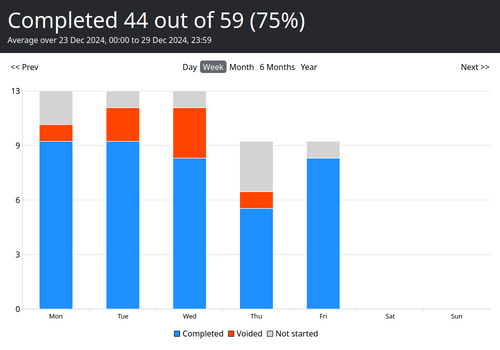 Completed 44 out of 59 (75%)
Average over 23 Dec 2024, 00:00 to 29 Dec 2024, 23:59
<< Prev Day Week Month 6 Months Year Next >>
13
9
6
3
0
Mon Tue Wed Thu Fri Sat Sun
Completed Voided Not started